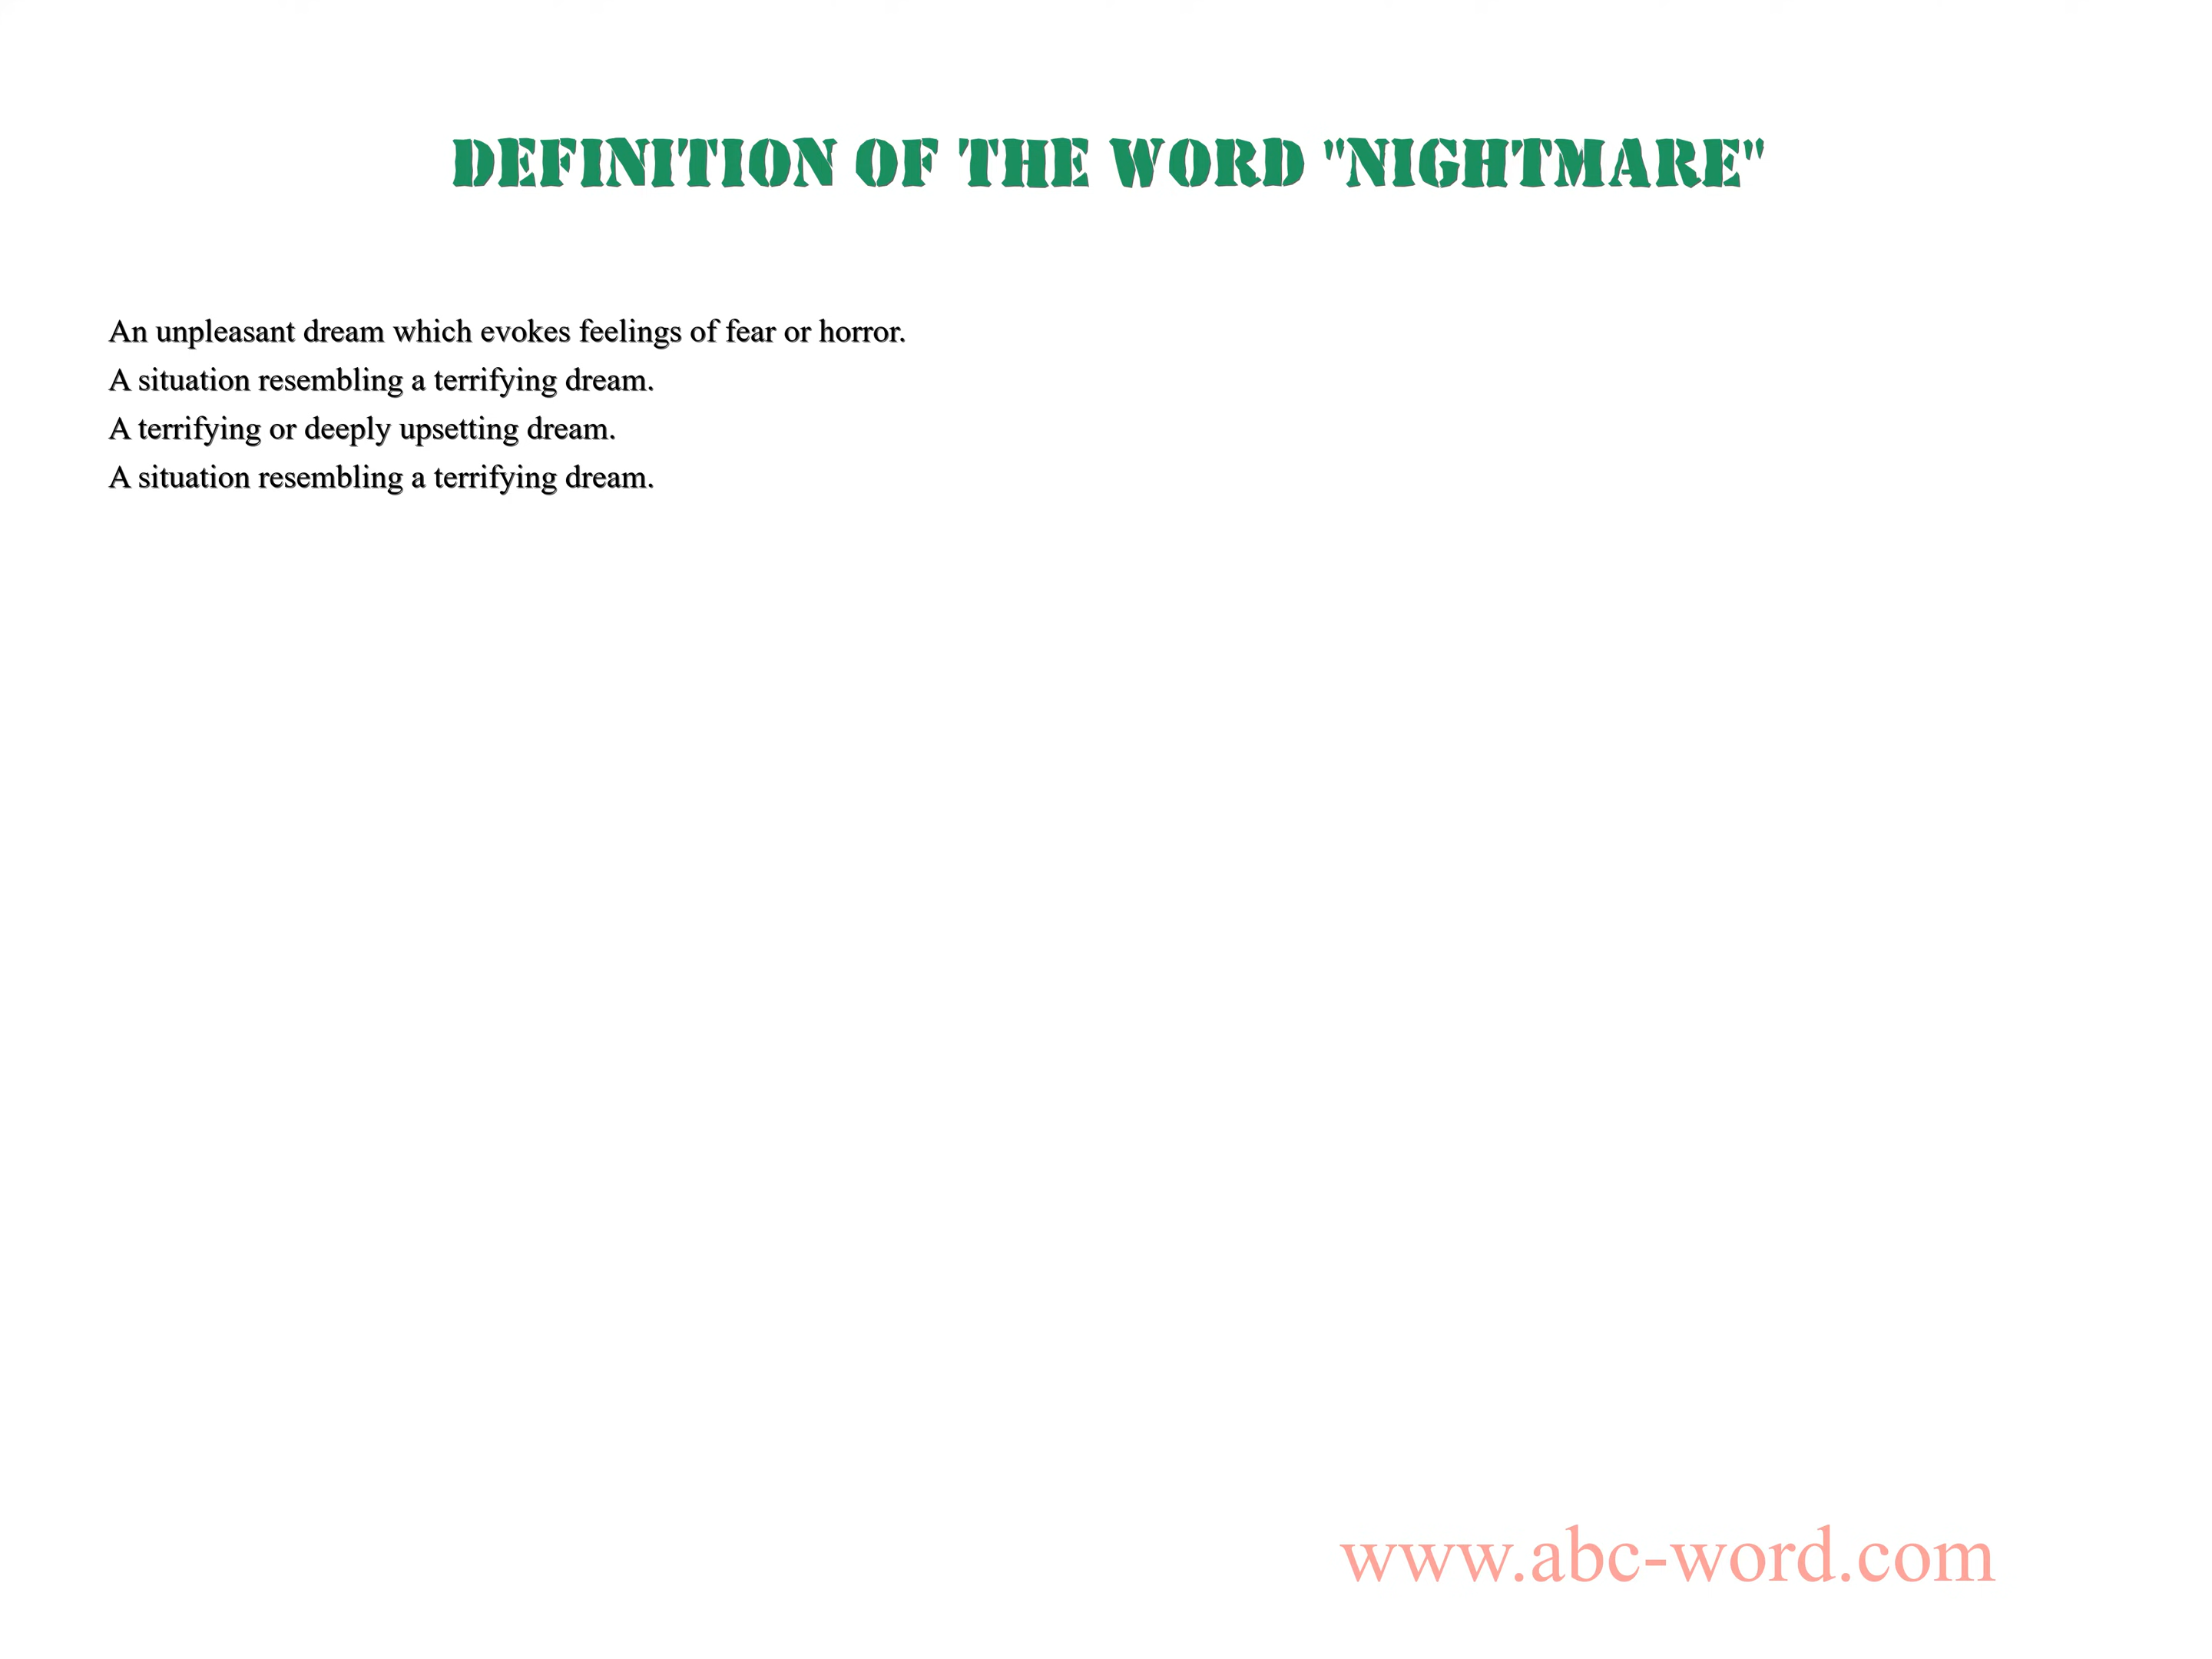 DEFINITION OF THE WORD "NIGHTMARE"
An unpleasant dream which evokes feelings of fear or horror.
A situation resembling a terrifying dream.
A terrifying or deeply upsetting dream.
A situation resembling a terrifying dream.
www.abc-word.com